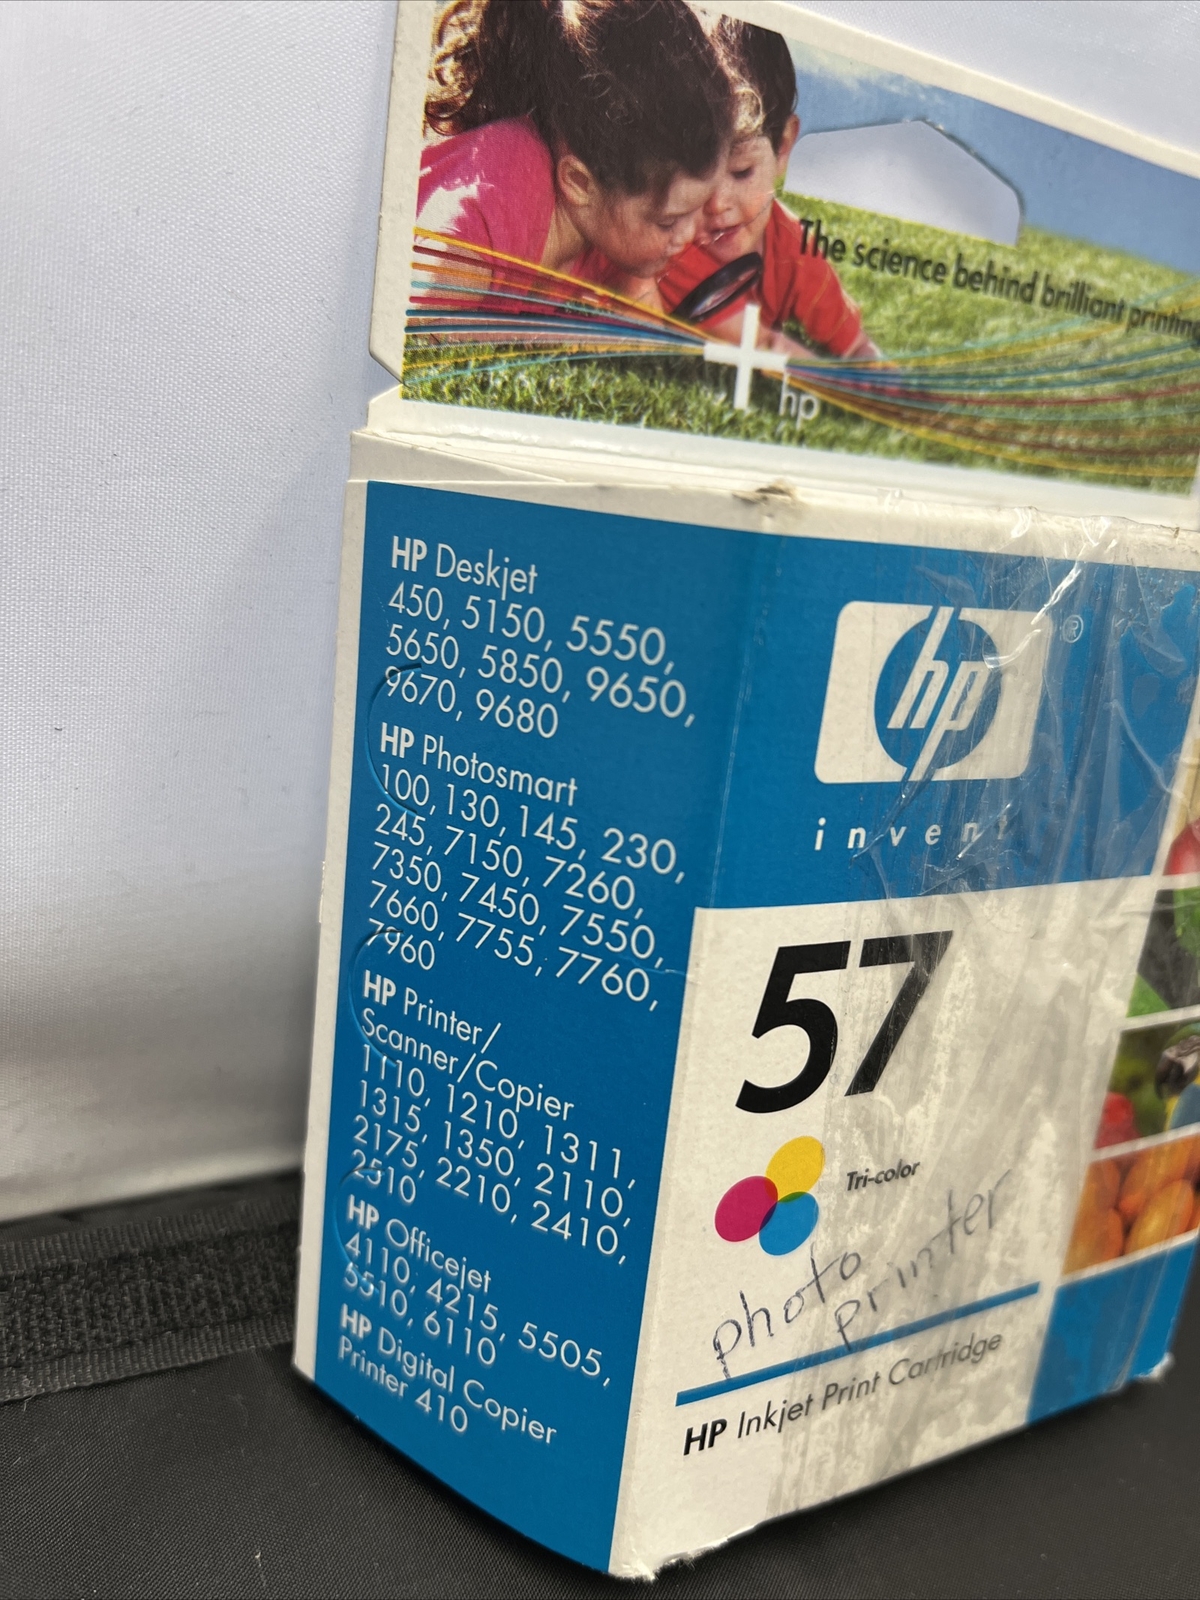 The science behind brilliant printin
hp
HP Deskjet
450, 5150, 5550,
5650, 5850, 9650,
9670, 9680
HP Photosmart
100, 130, 145, 230,
245, 7150, 7260,
7350, 7450, 7550,
7660, 7755, 7760,
7960
HP Printer/
Scanner/Copier
1110, 1210, 1311,
1315, 1350, 2110,
2175, 2210, 2410,
2510
HP Officejet
4110, 4215, 5505,
5510, 6110
HP Digital Copier
Printer 410
hp ®
invent
57
Tri-color
photo
printer
HP Inkjet Print Cartridge